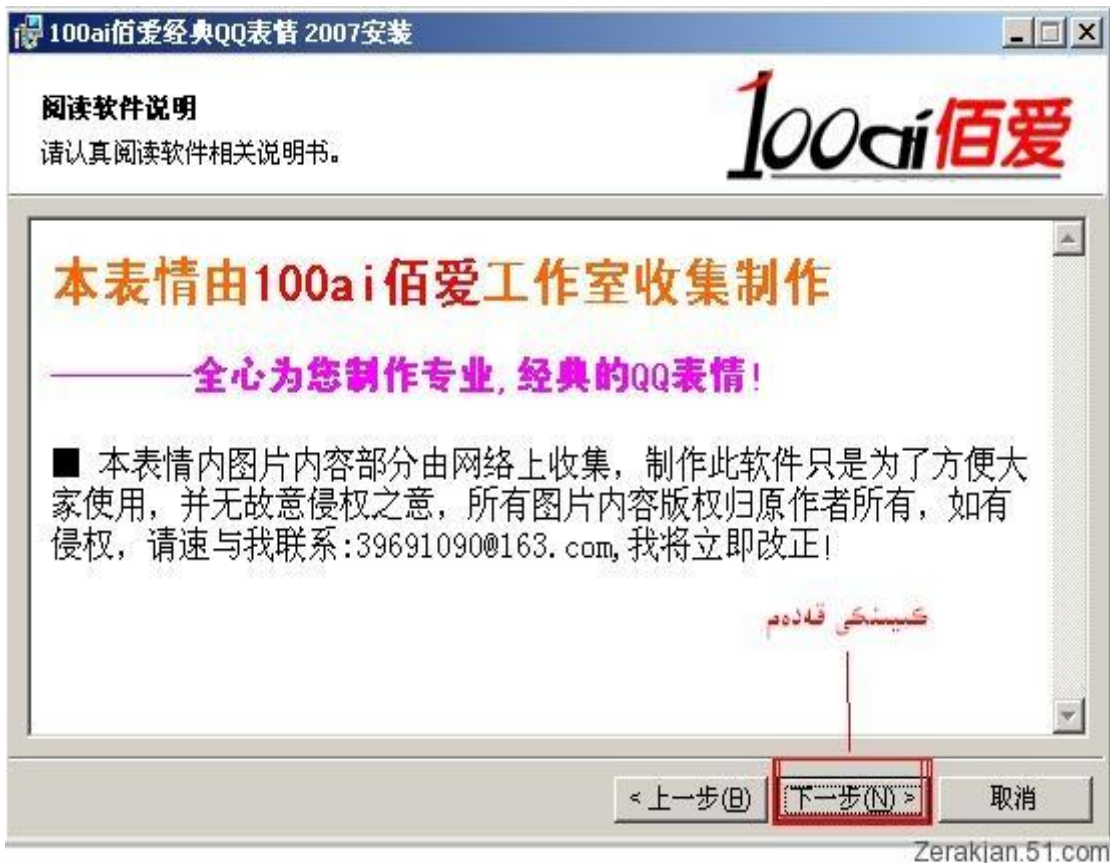 100ai佰爱经典QQ表情 2007安装
阅读软件说明
请认真阅读软件相关说明书。
100ai佰爱
本表情由100ai佰爱工作室收集制作
————全心为您制作专业,经典的QQ表情!
■ 本表情内图片内容部分由网络上收集，制作此软件只是为了方便大
家使用，并无故意侵权之意，所有图片内容版权归原作者所有，如有
侵权，请速与我联系:39691090@163.com,我将立即改正!
كىيىنكى قەدەم
<上一步(B)
下一步(N) >
取消
Zerakian.51.com